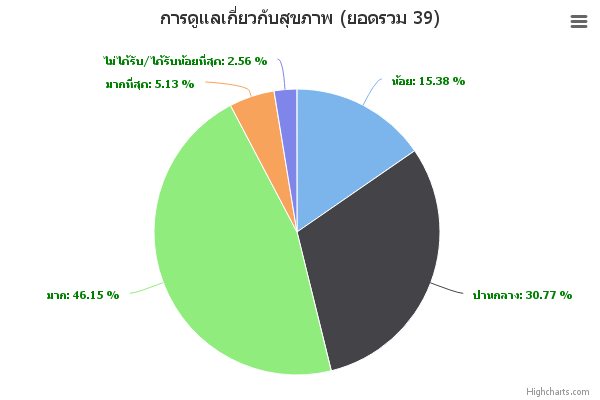 การดูแลเกี่ยวกับสุขภาพ (ยอดรวม 39)
ไม่ได้รับ/ได้รับน้อยที่สุด: 2.56 %
มากที่สุด: 5.13 %
น้อย: 15.38 %
มาก: 46.15 %
ปานกลาง: 30.77 %
Highcharts.com